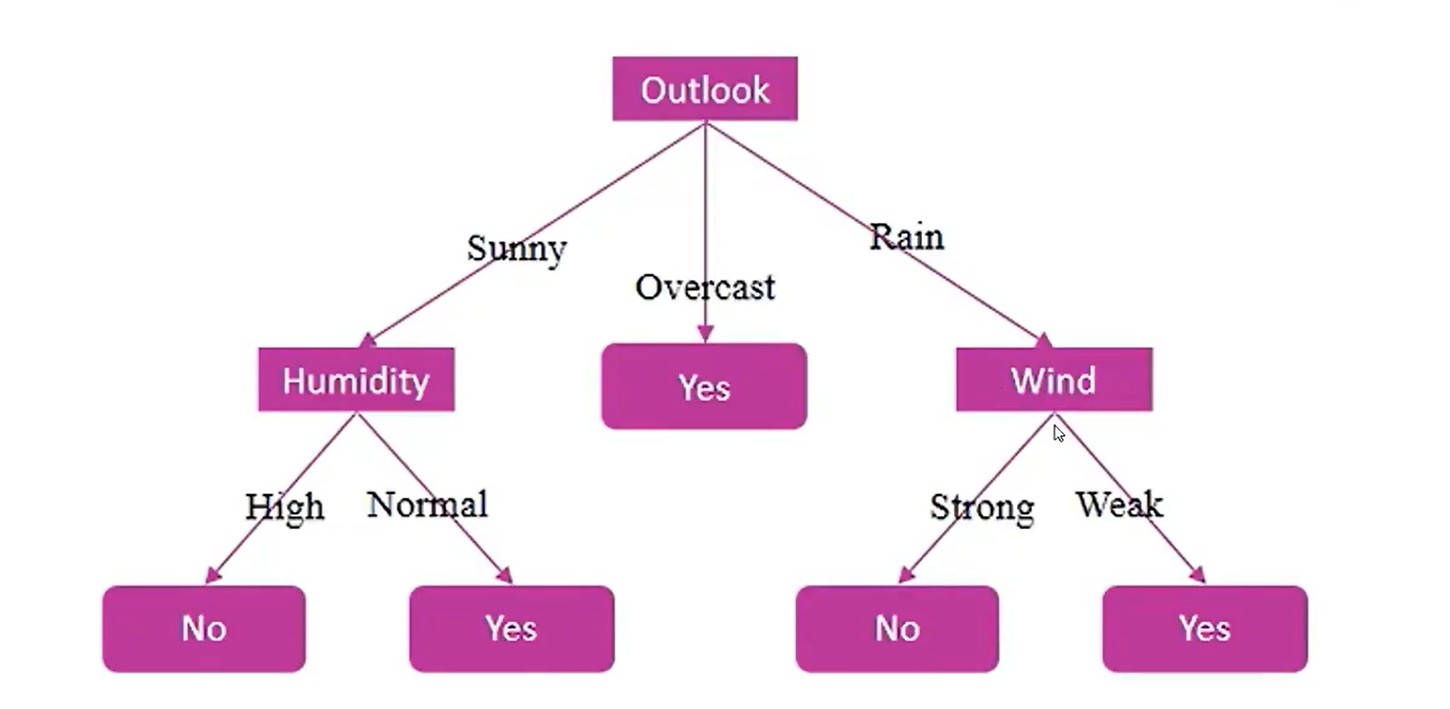 Outlook
Sunny
Rain
Overcast
Humidity
Yes
Wind
High
Normal
Strong
Weak
No
Yes
No
Yes